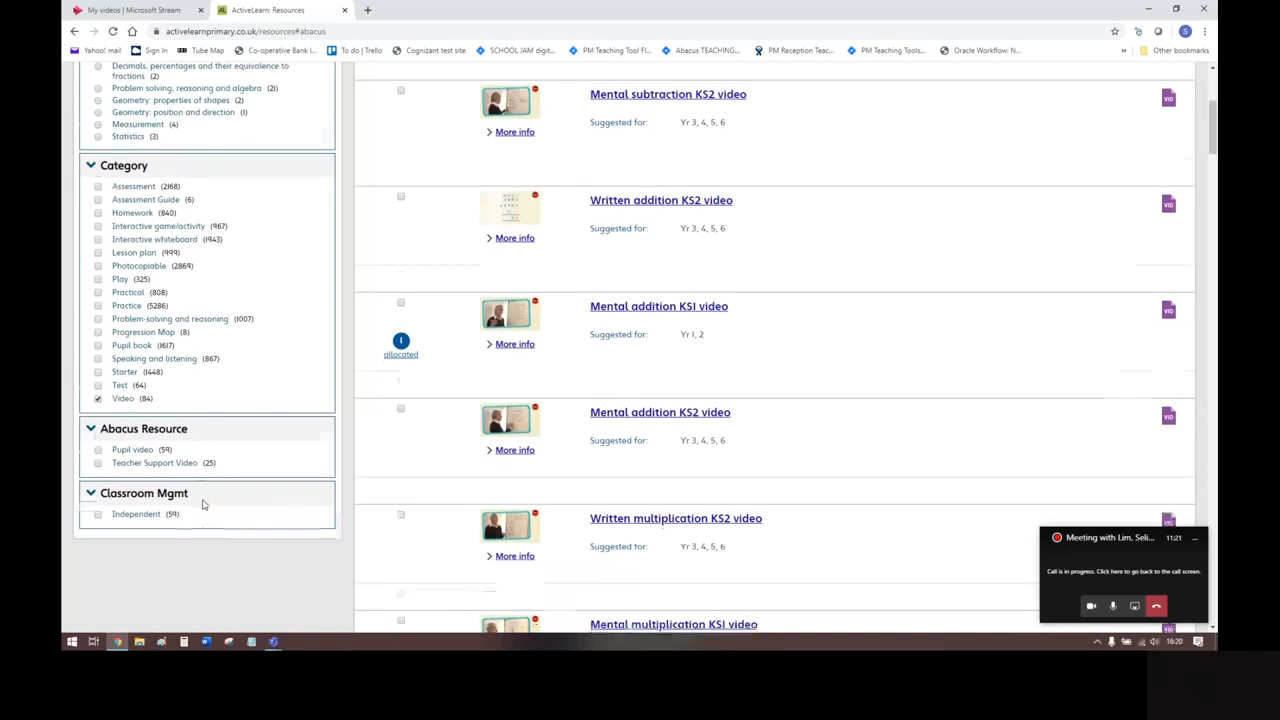 My videos | Microsoft Stream
ActiveLearn: Resources
activelearnprimary.co.uk/resources#abacus
Yahoo! mail
Sign In
Tube Map
Co-operative Bank I...
To do | Trello
Cognizant test site
SCHOOL JAM digit...
PM Teaching Tool Fl...
Abacus TEACHING...
PM Reception Teac...
PM Teaching Tools...
Oracle Workflow: N...
»
Other bookmarks
Decimals, percentages and their equivalence to
fractions (2)
Problem solving, reasoning and algebra (21)
Geometry: properties of shapes (2)
Geometry: position and direction (1)
Measurement (4)
Statistics (3)
Category
Assessment (2168)
Assessment Guide (6)
Homework (840)
Interactive game/activity (967)
Interactive whiteboard (1943)
Lesson plan (999)
Photocopiable (2869)
Play (325)
Practical (808)
Practice (5286)
Problem-solving and reasoning (1007)
Progression Map (8)
Pupil book (1617)
Speaking and listening (867)
Starter (1448)
Test (64)
Video (84)
Abacus Resource
Pupil video (59)
Teacher Support Video (25)
Classroom Mgmt
Independent (59)
Mental subtraction KS2 video
Suggested for: Yr 3, 4, 5, 6
More info
VID
Written addition KS2 video
Suggested for: Yr 3, 4, 5, 6
More info
VID
Mental addition KS1 video
Suggested for: Yr 1, 2
More info
VID
1
allocated
Mental addition KS2 video
Suggested for: Yr 3, 4, 5, 6
More info
VID
Written multiplication KS2 video
Suggested for: Yr 3, 4, 5, 6
More info
Mental multiplication KS1 video
Meeting with Lim, Seli...
11:21
Call is in progress. Click here to go back to the call screen.
16:20